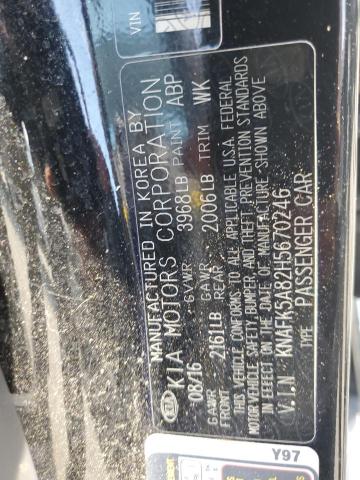 VIN
MANUFACTURED IN KOREA BY
KIA MOTORS CORPORATION
08/16 GVWR 3968LB PAINT ABP
GAWR FRONT 2161LB GAWR REAR 2006LB TRIM WK
THIS VEHICLE CONFORMS TO ALL APPLICABLE U.S.A. FEDERAL
MOTOR VEHICLE SAFETY, BUMPER AND THEFT PREVENTION STANDARDS
IN EFFECT ON THE DATE OF MANUFACTURE SHOWN ABOVE
V.I.N KNAFK5A82H5670246
TYPE PASSENGER CAR
Y97